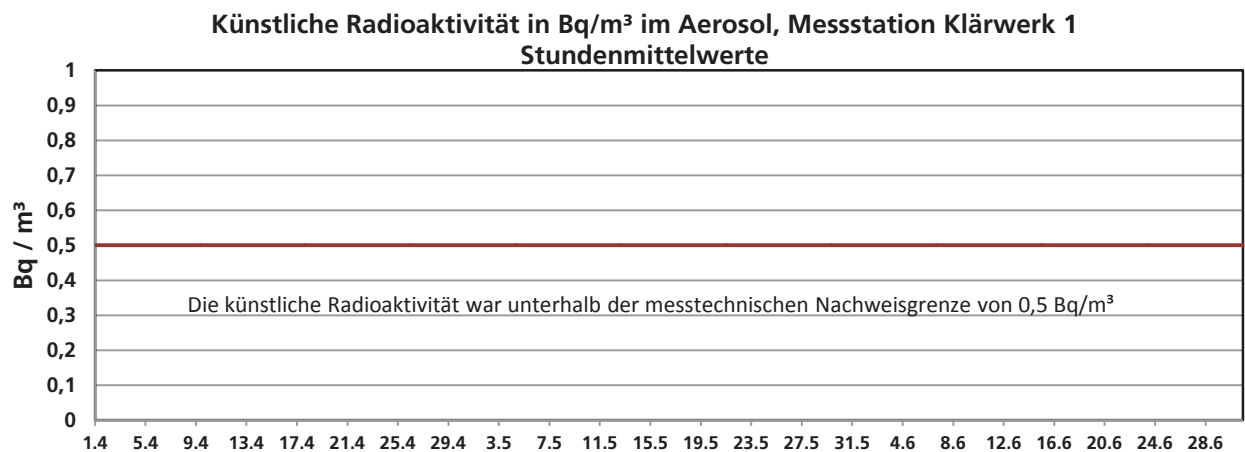 Künstliche Radioaktivität in Bq/m³ im Aerosol, Messstation Klärwerk 1
Stundenmittelwerte
1
0,9
0,8
0,7
0,6
0,5
0,4
0,3
0,2
0,1
0
Bq / m³
Die künstliche Radioaktivität war unterhalb der messtechnischen Nachweisgrenze von 0,5 Bq/m³
1.4 5.4 9.4 13.4 17.4 21.4 25.4 29.4 3.5 7.5 11.5 15.5 19.5 23.5 27.5 31.5 4.6 8.6 12.6 16.6 20.6 24.6 28.6